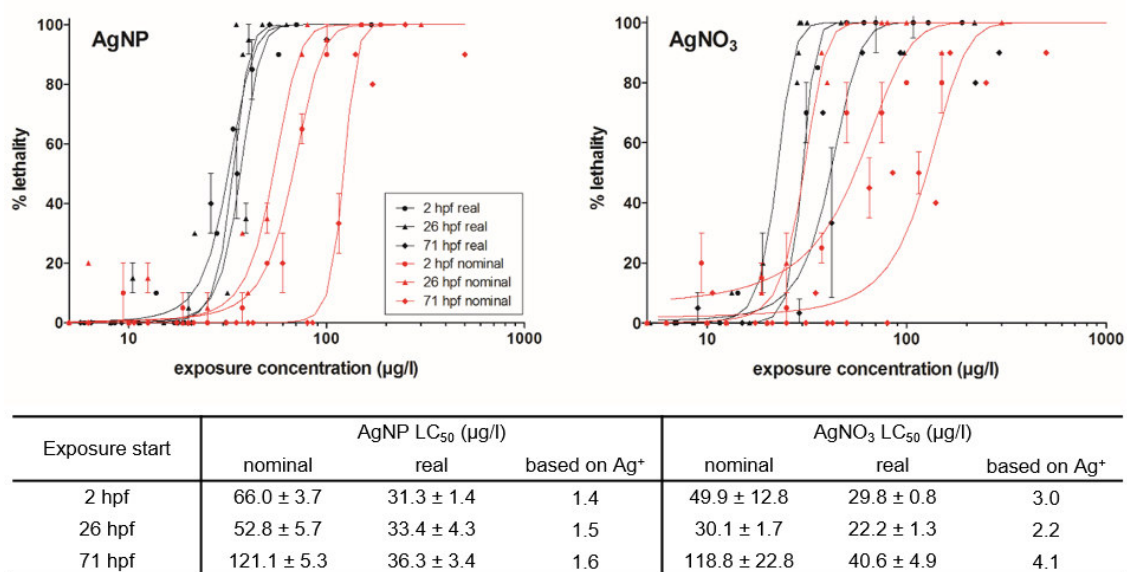 AgNP
100
80
60
40
20
0
% lethality
10
100
1000
exposure concentration (µg/l)
2 hpf real
26 hpf real
71 hpf real
2 hpf nominal
26 hpf nominal
71 hpf nominal
AgNO₃
100
80
60
40
20
0
% lethality
10
100
1000
exposure concentration (µg/l)
Exposure start AgNP LC₅₀ (µg/l) AgNO₃ LC₅₀ (µg/l)
nominal real based on Ag⁺ nominal real based on Ag⁺
2 hpf 66.0 ± 3.7 31.3 ± 1.4 1.4 49.9 ± 12.8 29.8 ± 0.8 3.0
26 hpf 52.8 ± 5.7 33.4 ± 4.3 1.5 30.1 ± 1.7 22.2 ± 1.3 2.2
71 hpf 121.1 ± 5.3 36.3 ± 3.4 1.6 118.8 ± 22.8 40.6 ± 4.9 4.1